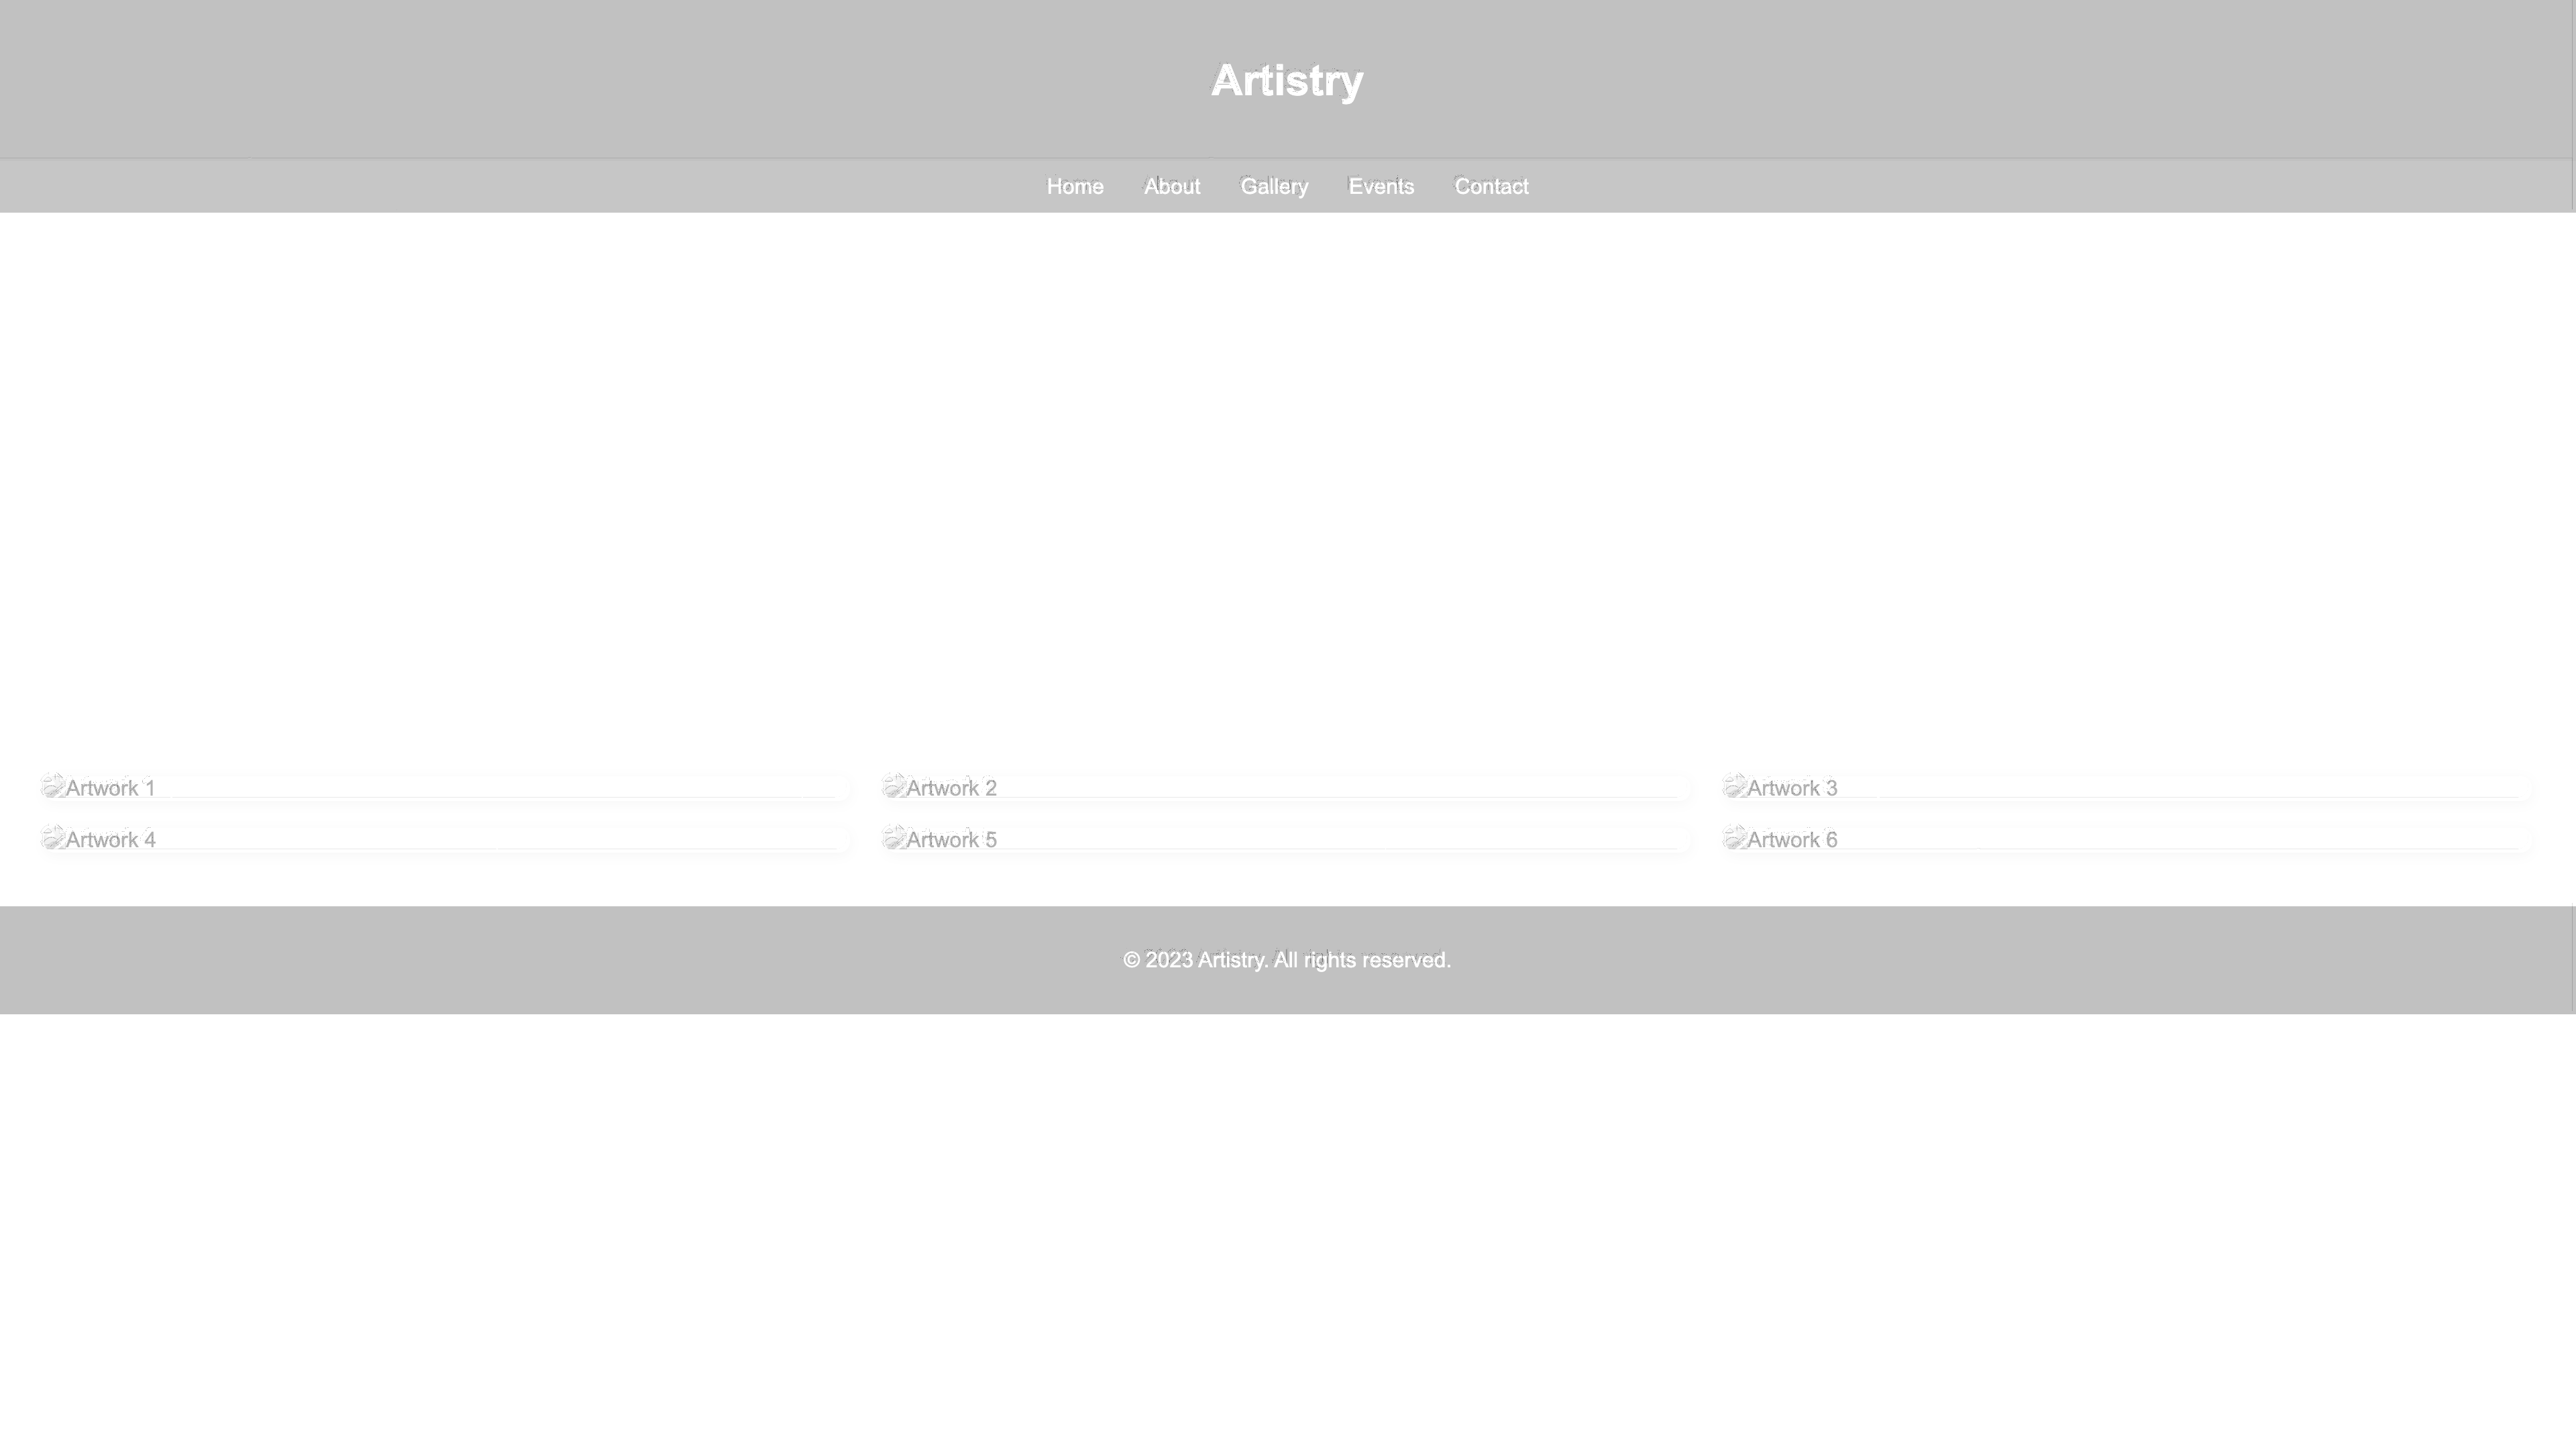 Artistry
Home About Gallery Events Contact
Artwork 1 Artwork 2 Artwork 3
Artwork 4 Artwork 5 Artwork 6
© 2023 Artistry. All rights reserved.